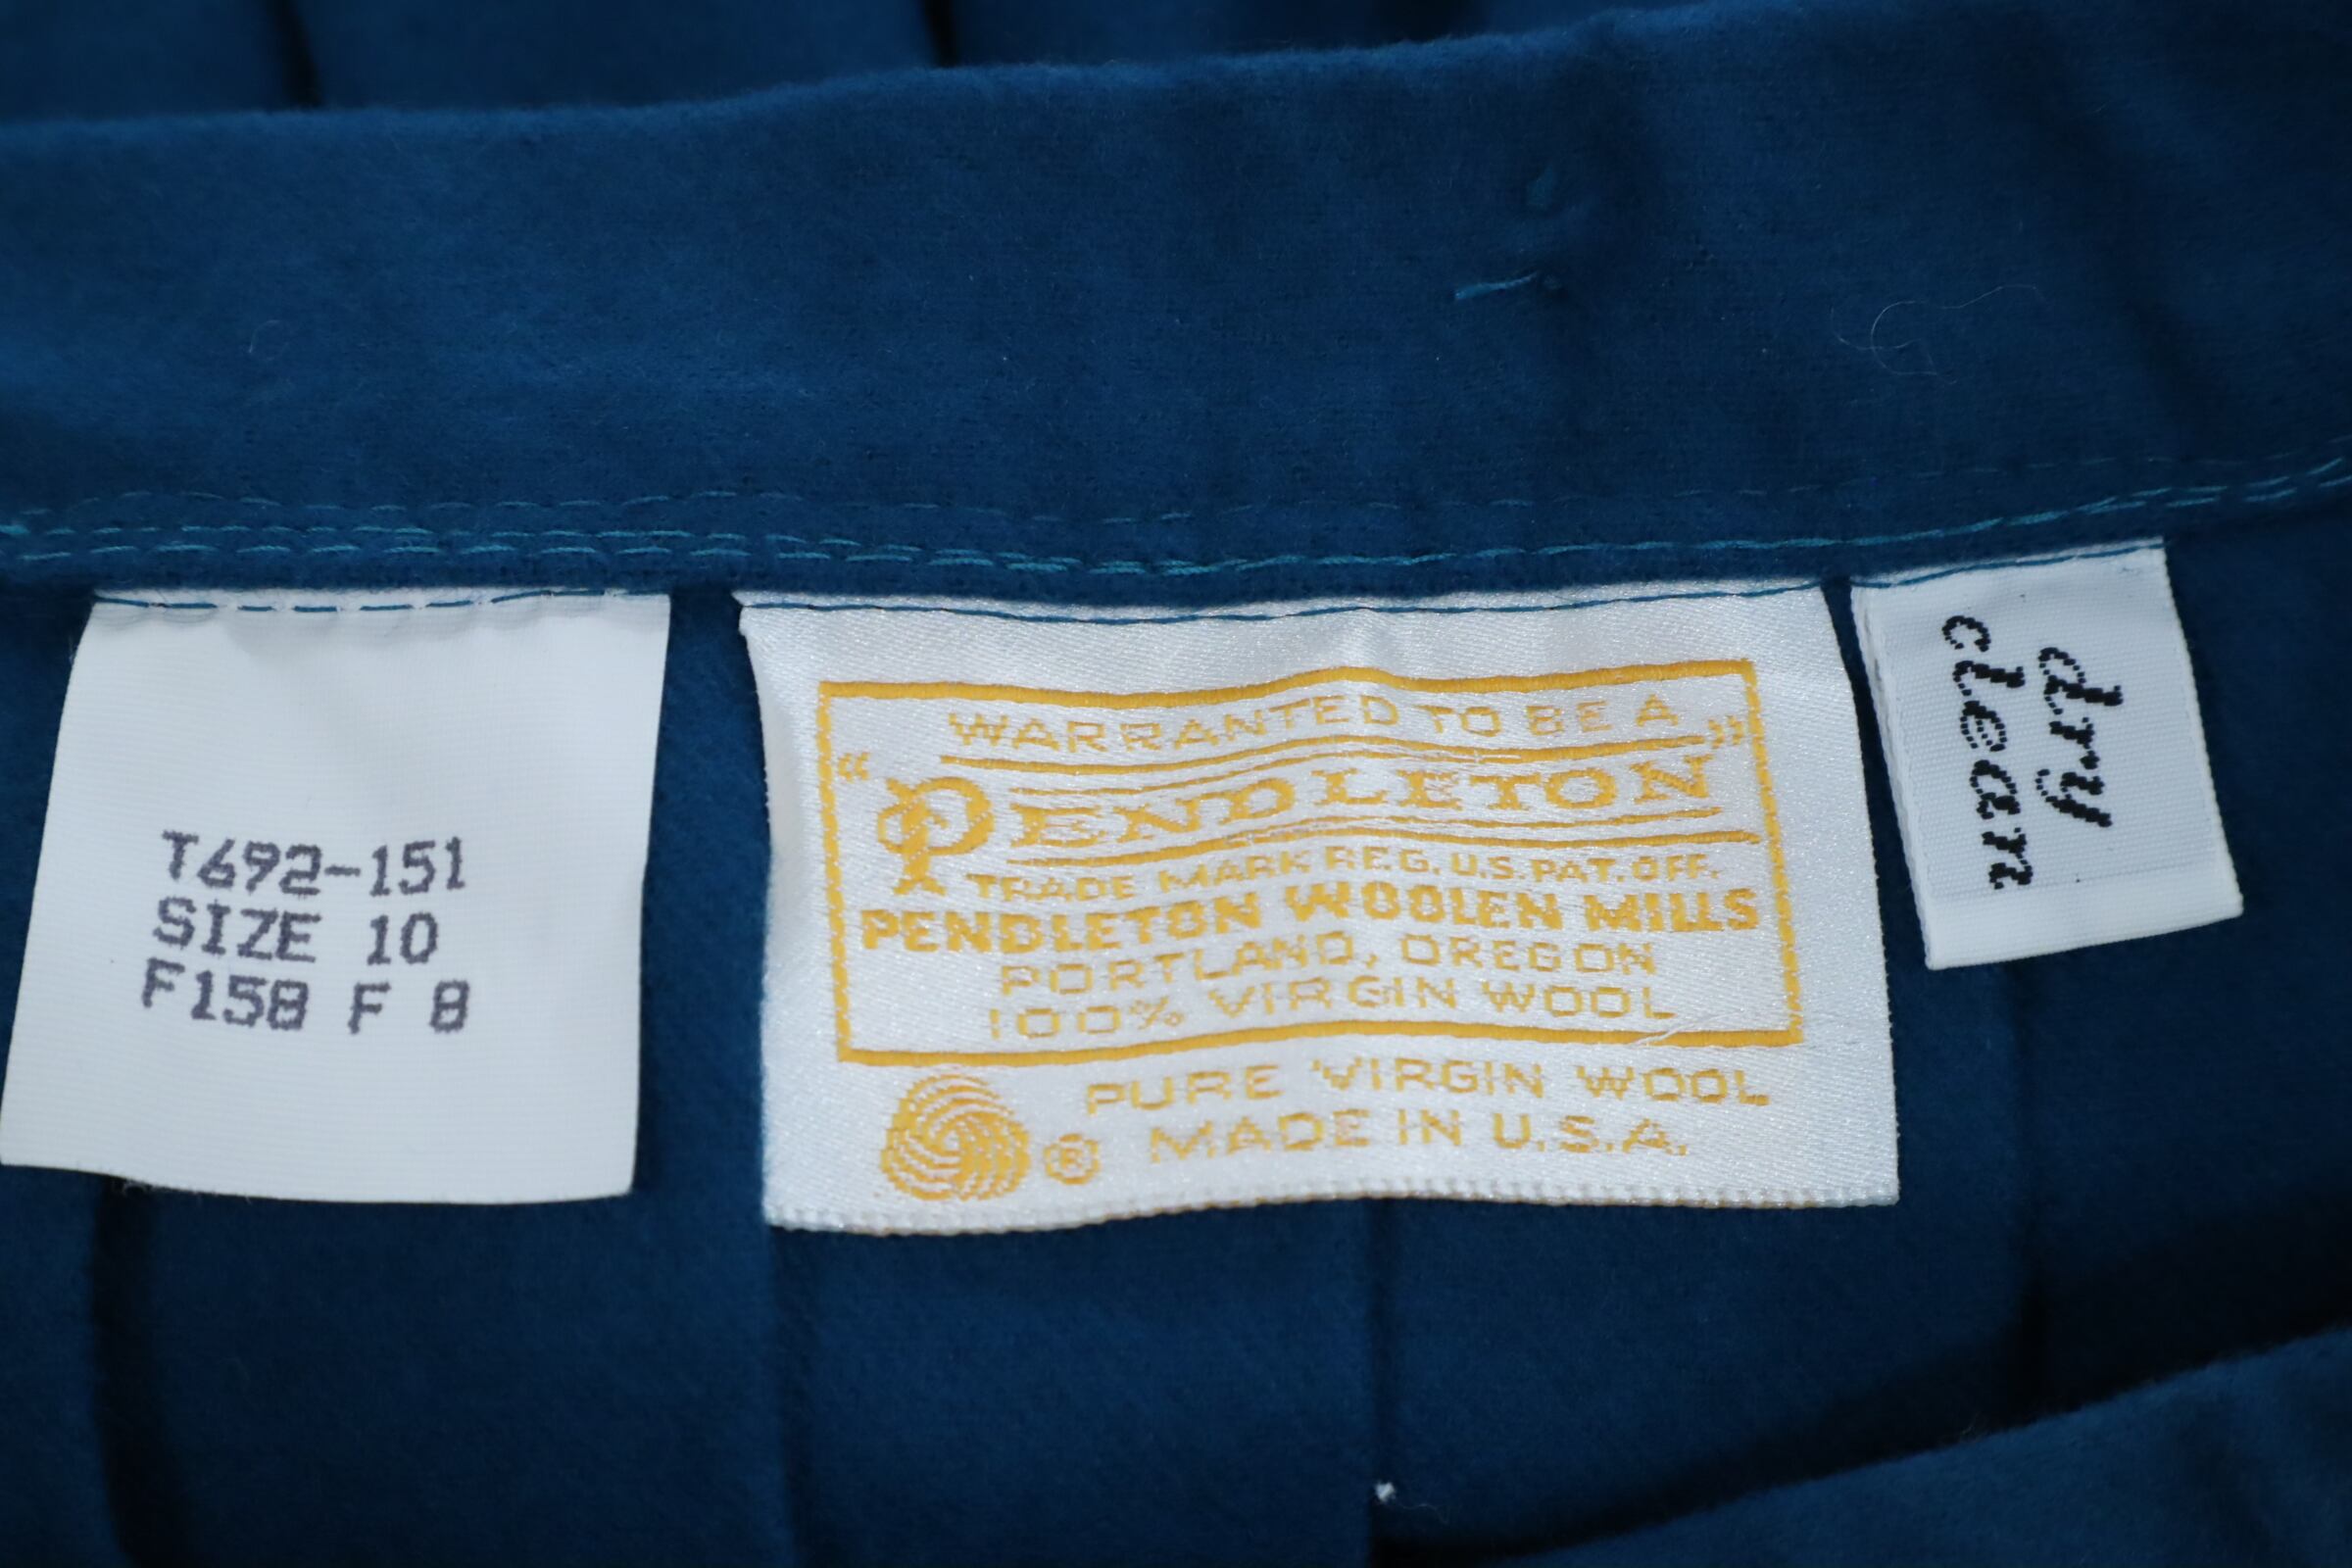 T692-151
SIZE 10
F158 F 8
WARRANTED TO BE A
"PENDLETON"
TRADE MARK REG. U.S. PAT. OFF.
PENDLETON WOOLEN MILLS
PORTLAND, OREGON
100% VIRGIN WOOL
PURE VIRGIN WOOL
® MADE IN U.S.A.
dry
clean